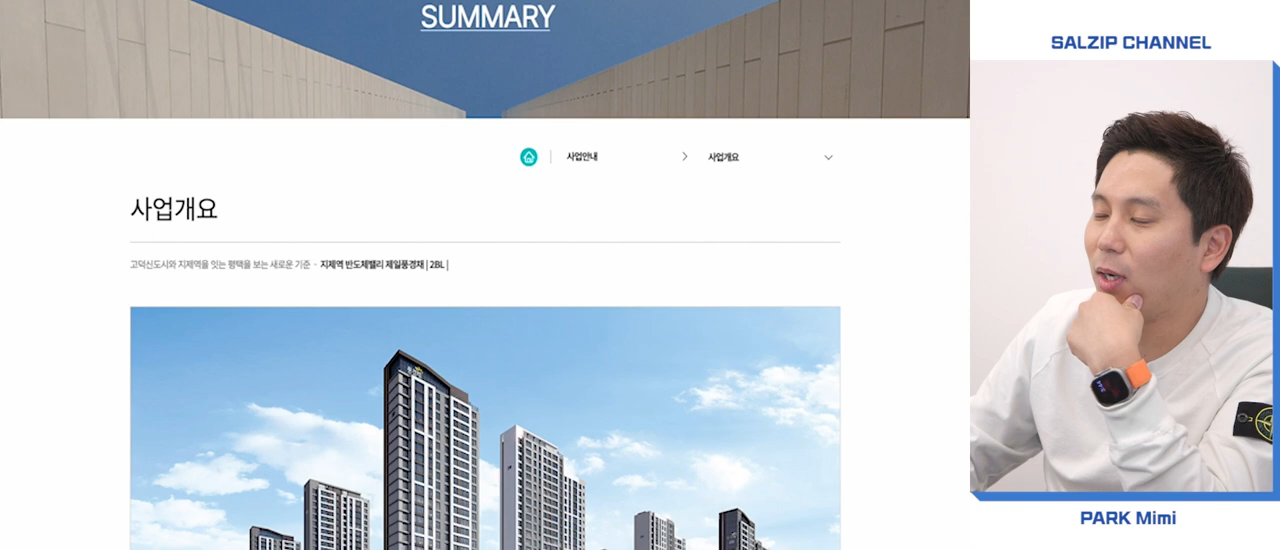 SUMMARY
SALZIP CHANNEL
사업안내
사업개요
사업개요
고덕신도시와 지제역을 잇는 평택을 보는 새로운 기준 - 지제역 반도체밸리 제일풍경채 | 2BL |
PARK Mimi